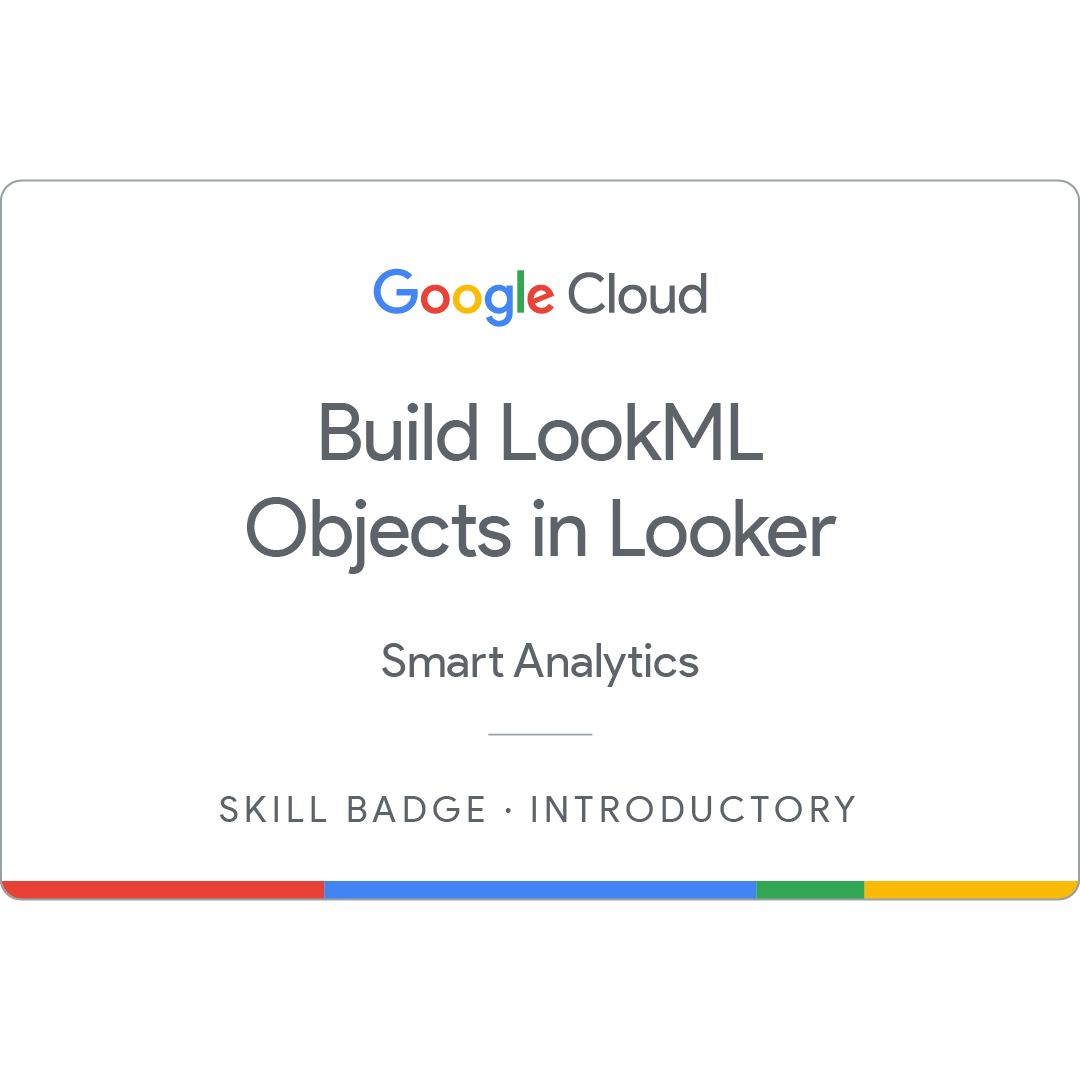 Google Cloud
Build LookML
Objects in Looker
Smart Analytics
SKILL BADGE · INTRODUCTORY